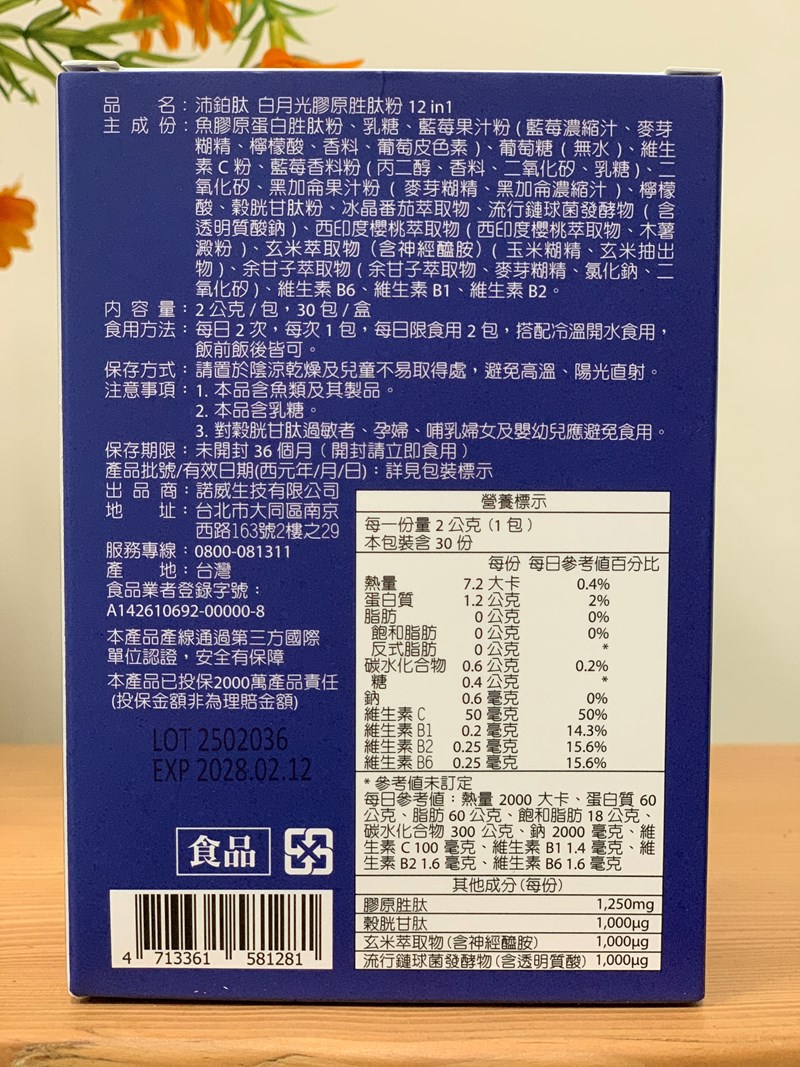 品　　名：沛鉑肽 白月光膠原胜肽粉 12 in1
主 成 份：魚膠原蛋白胜肽粉、乳糖、藍莓果汁粉（藍莓濃縮汁、麥芽
糊精、檸檬酸、香料、葡萄皮色素）、葡萄糖（無水）、維生
素 C 粉、藍莓香料粉（丙二醇、香料、二氧化矽、乳糖）、二
氧化矽、黑加侖果汁粉（麥芽糊精、黑加侖濃縮汁）、檸檬
酸、穀胱甘肽粉、冰晶番茄萃取物、流行鏈球菌發酵物（含
透明質酸鈉）、西印度櫻桃萃取物（西印度櫻桃萃取物、木薯
澱粉）、玄米萃取物（含神經醯胺）（玉米糊精、玄米抽出
物）、余甘子萃取物（余甘子萃取物、麥芽糊精、氯化鈉、二
氧化矽）、維生素 B6、維生素 B1、維生素 B2。
內 容 量：2 公克 / 包，30 包 / 盒
食用方法：每日 2 次，每次 1 包，每日限食用 2 包，搭配冷溫開水食用，
飯前飯後皆可。
保存方式：請置於陰涼乾燥及兒童不易取得處，避免高溫、陽光直射。
注意事項：1. 本品含魚類及其製品。
2. 本品含乳糖。
3. 對穀胱甘肽過敏者、孕婦、哺乳婦女及嬰幼兒應避免食用。
保存期限：未開封 36 個月（開封請立即食用）
產品批號/有效日期(西元年/月/日)：詳見包裝標示
出 品 商：諾威生技有限公司
地　　址：台北市大同區南京
西路163號2樓之29
服務專線：0800-081311
產　　地：台灣
食品業者登錄字號：
A142610692-00000-8
本產品產線通過第三方國際
單位認證，安全有保障
本產品已投保2000萬產品責任
(投保金額非為理賠金額)
LOT 2502036
EXP 2028.02.12
食品
4 713361 581281
營養標示
每一份量 2 公克（1 包）
本包裝含 30 份
每份 每日參考值百分比
熱量 7.2 大卡 0.4%
蛋白質 1.2 公克 2%
脂肪 0 公克 0%
飽和脂肪 0 公克 0%
反式脂肪 0 公克 *
碳水化合物 0.6 公克 0.2%
糖 0.4 公克 *
鈉 0.6 毫克 0%
維生素 C 50 毫克 50%
維生素 B1 0.2 毫克 14.3%
維生素 B2 0.25 毫克 15.6%
維生素 B6 0.25 毫克 15.6%
* 參考值未訂定
每日參考值：熱量 2000 大卡、蛋白質 60
公克、脂肪 60 公克、飽和脂肪 18 公克、
碳水化合物 300 公克、鈉 2000 毫克、維
生素 C 100 毫克、維生素 B1 1.4 毫克、維
生素 B2 1.6 毫克、維生素 B6 1.6 毫克
其他成分（每份）
膠原胜肽 1,250mg
穀胱甘肽 1,000μg
玄米萃取物（含神經醯胺） 1,000μg
流行鏈球菌發酵物（含透明質酸） 1,000μg